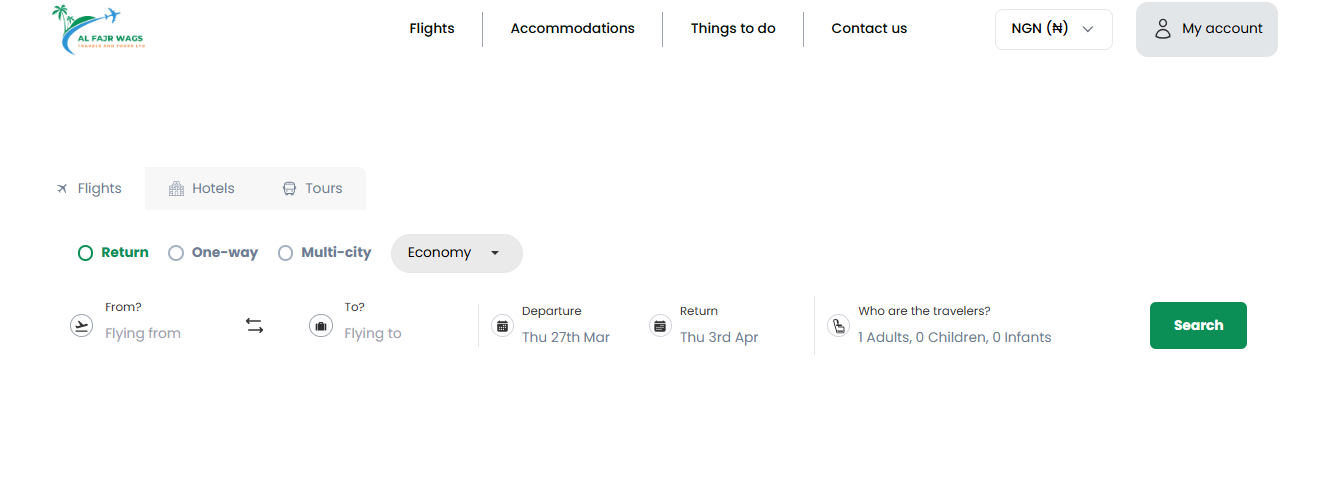 AL FAJR WAGS
TRAVELS AND TOURS LTD
Flights
Accommodations
Things to do
Contact us
NGN (₦)
My account
Flights
Hotels
Tours
Return
One-way
Multi-city
Economy
From?
Flying from
To?
Flying to
Departure
Thu 27th Mar
Return
Thu 3rd Apr
Who are the travelers?
1 Adults, 0 Children, 0 Infants
Search